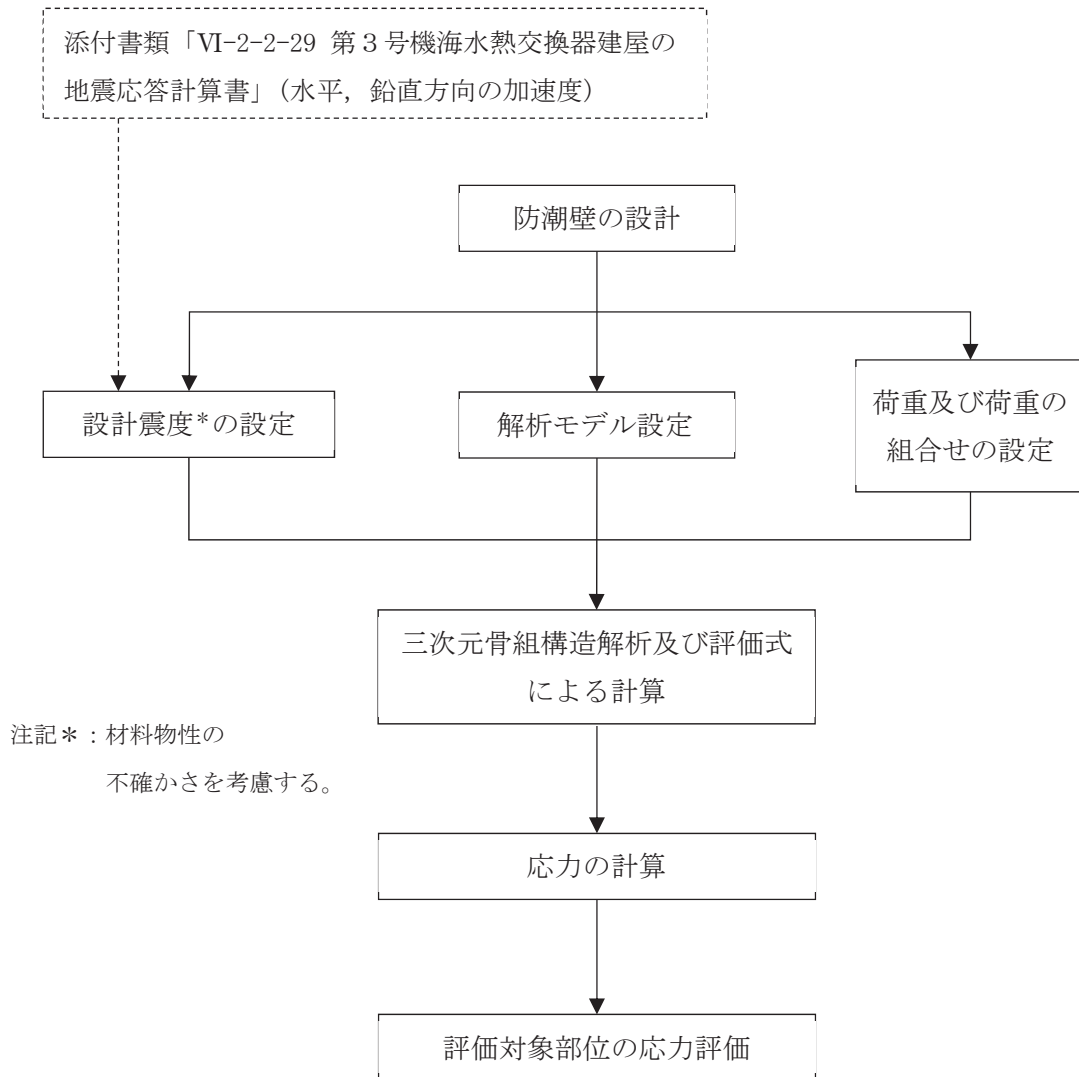 添付書類「Ⅵ-2-2-29 第3号機海水熱交換器建屋の
地震応答計算書」(水平,鉛直方向の加速度)
防潮壁の設計
設計震度*の設定
解析モデル設定
荷重及び荷重の
組合せの設定
三次元骨組構造解析及び評価式
による計算
注記*:材料物性の
不確かさを考慮する。
応力の計算
評価対象部位の応力評価